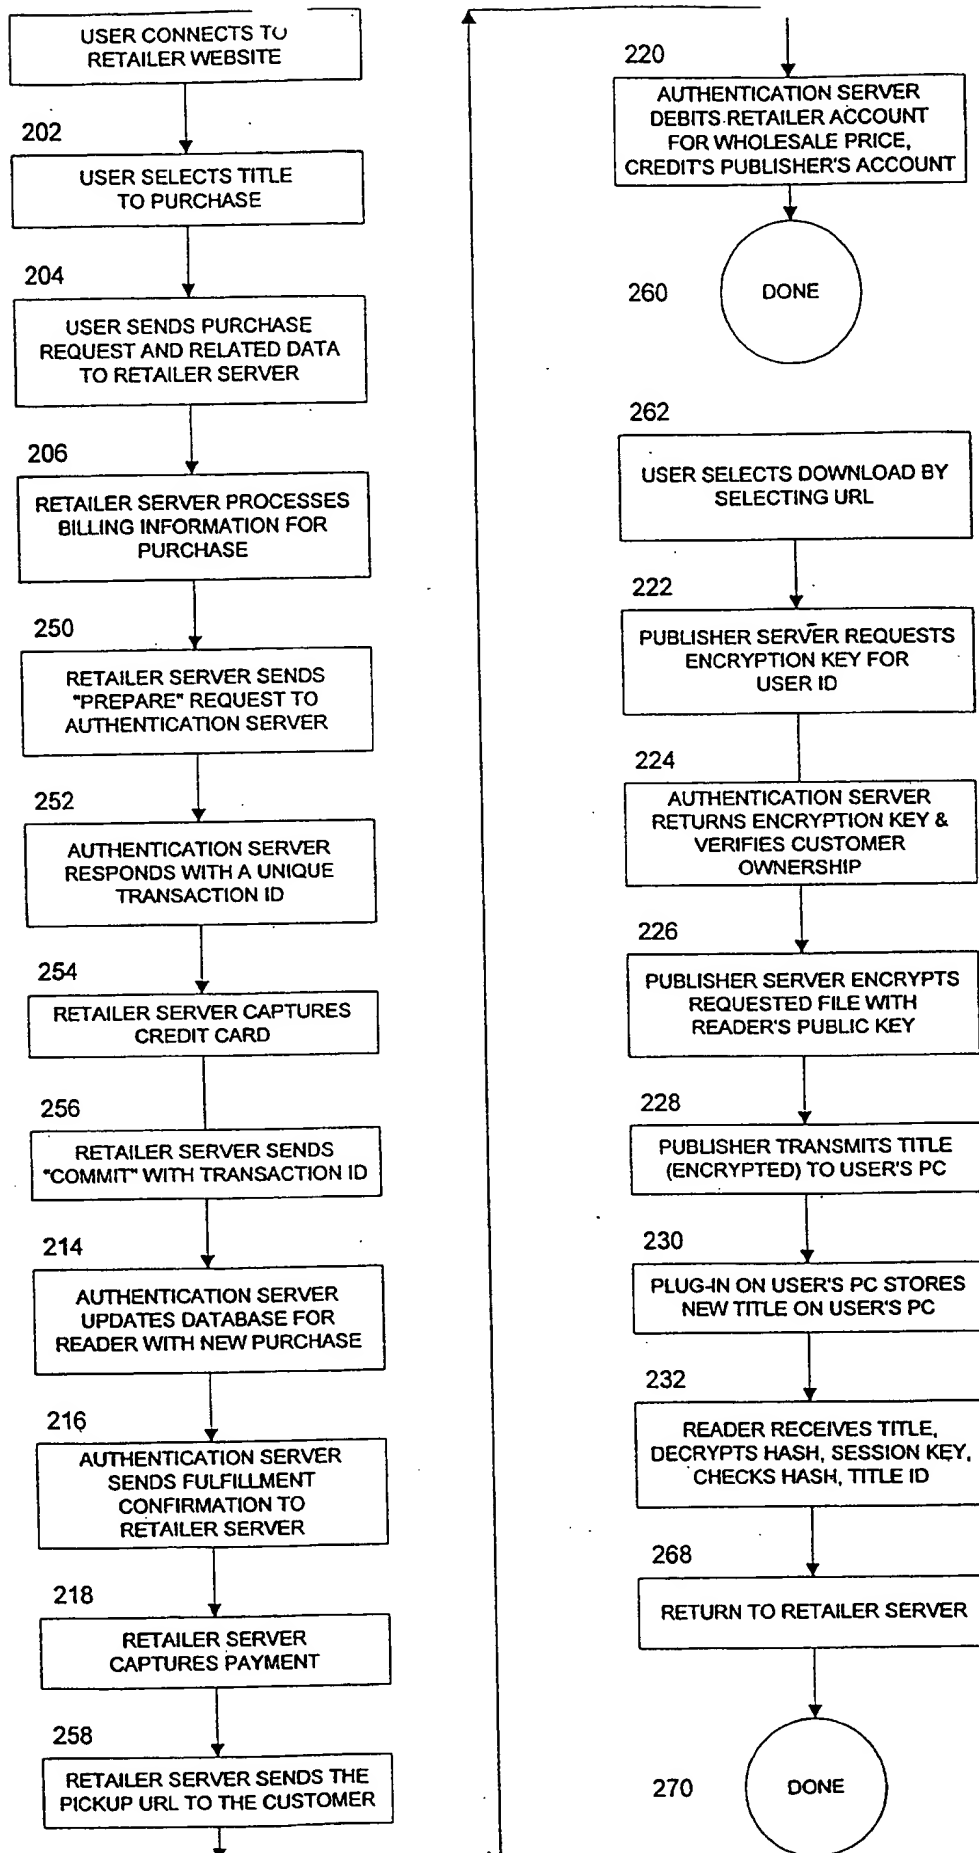 USER CONNECTS TO
RETAILER WEBSITE
202
USER SELECTS TITLE
TO PURCHASE
204
USER SENDS PURCHASE
REQUEST AND RELATED DATA
TO RETAILER SERVER
206
RETAILER SERVER PROCESSES
BILLING INFORMATION FOR
PURCHASE
250
RETAILER SERVER SENDS
"PREPARE" REQUEST TO
AUTHENTICATION SERVER
252
AUTHENTICATION SERVER
RESPONDS WITH A UNIQUE
TRANSACTION ID
254
RETAILER SERVER CAPTURES
CREDIT CARD
256
RETAILER SERVER SENDS
"COMMIT" WITH TRANSACTION ID
214
AUTHENTICATION SERVER
UPDATES DATABASE FOR
READER WITH NEW PURCHASE
216
AUTHENTICATION SERVER
SENDS FULFILLMENT
CONFIRMATION TO
RETAILER SERVER
218
RETAILER SERVER
CAPTURES PAYMENT
258
RETAILER SERVER SENDS THE
PICKUP URL TO THE CUSTOMER
220
AUTHENTICATION SERVER
DEBITS RETAILER ACCOUNT
FOR WHOLESALE PRICE,
CREDIT'S PUBLISHER'S ACCOUNT
260
DONE
262
USER SELECTS DOWNLOAD BY
SELECTING URL
222
PUBLISHER SERVER REQUESTS
ENCRYPTION KEY FOR
USER ID
224
AUTHENTICATION SERVER
RETURNS ENCRYPTION KEY &
VERIFIES CUSTOMER
OWNERSHIP
226
PUBLISHER SERVER ENCRYPTS
REQUESTED FILE WITH
READER'S PUBLIC KEY
228
PUBLISHER TRANSMITS TITLE
(ENCRYPTED) TO USER'S PC
230
PLUG-IN ON USER'S PC STORES
NEW TITLE ON USER'S PC
232
READER RECEIVES TITLE,
DECRYPTS HASH, SESSION KEY,
CHECKS HASH, TITLE ID
268
RETURN TO RETAILER SERVER
270
DONE